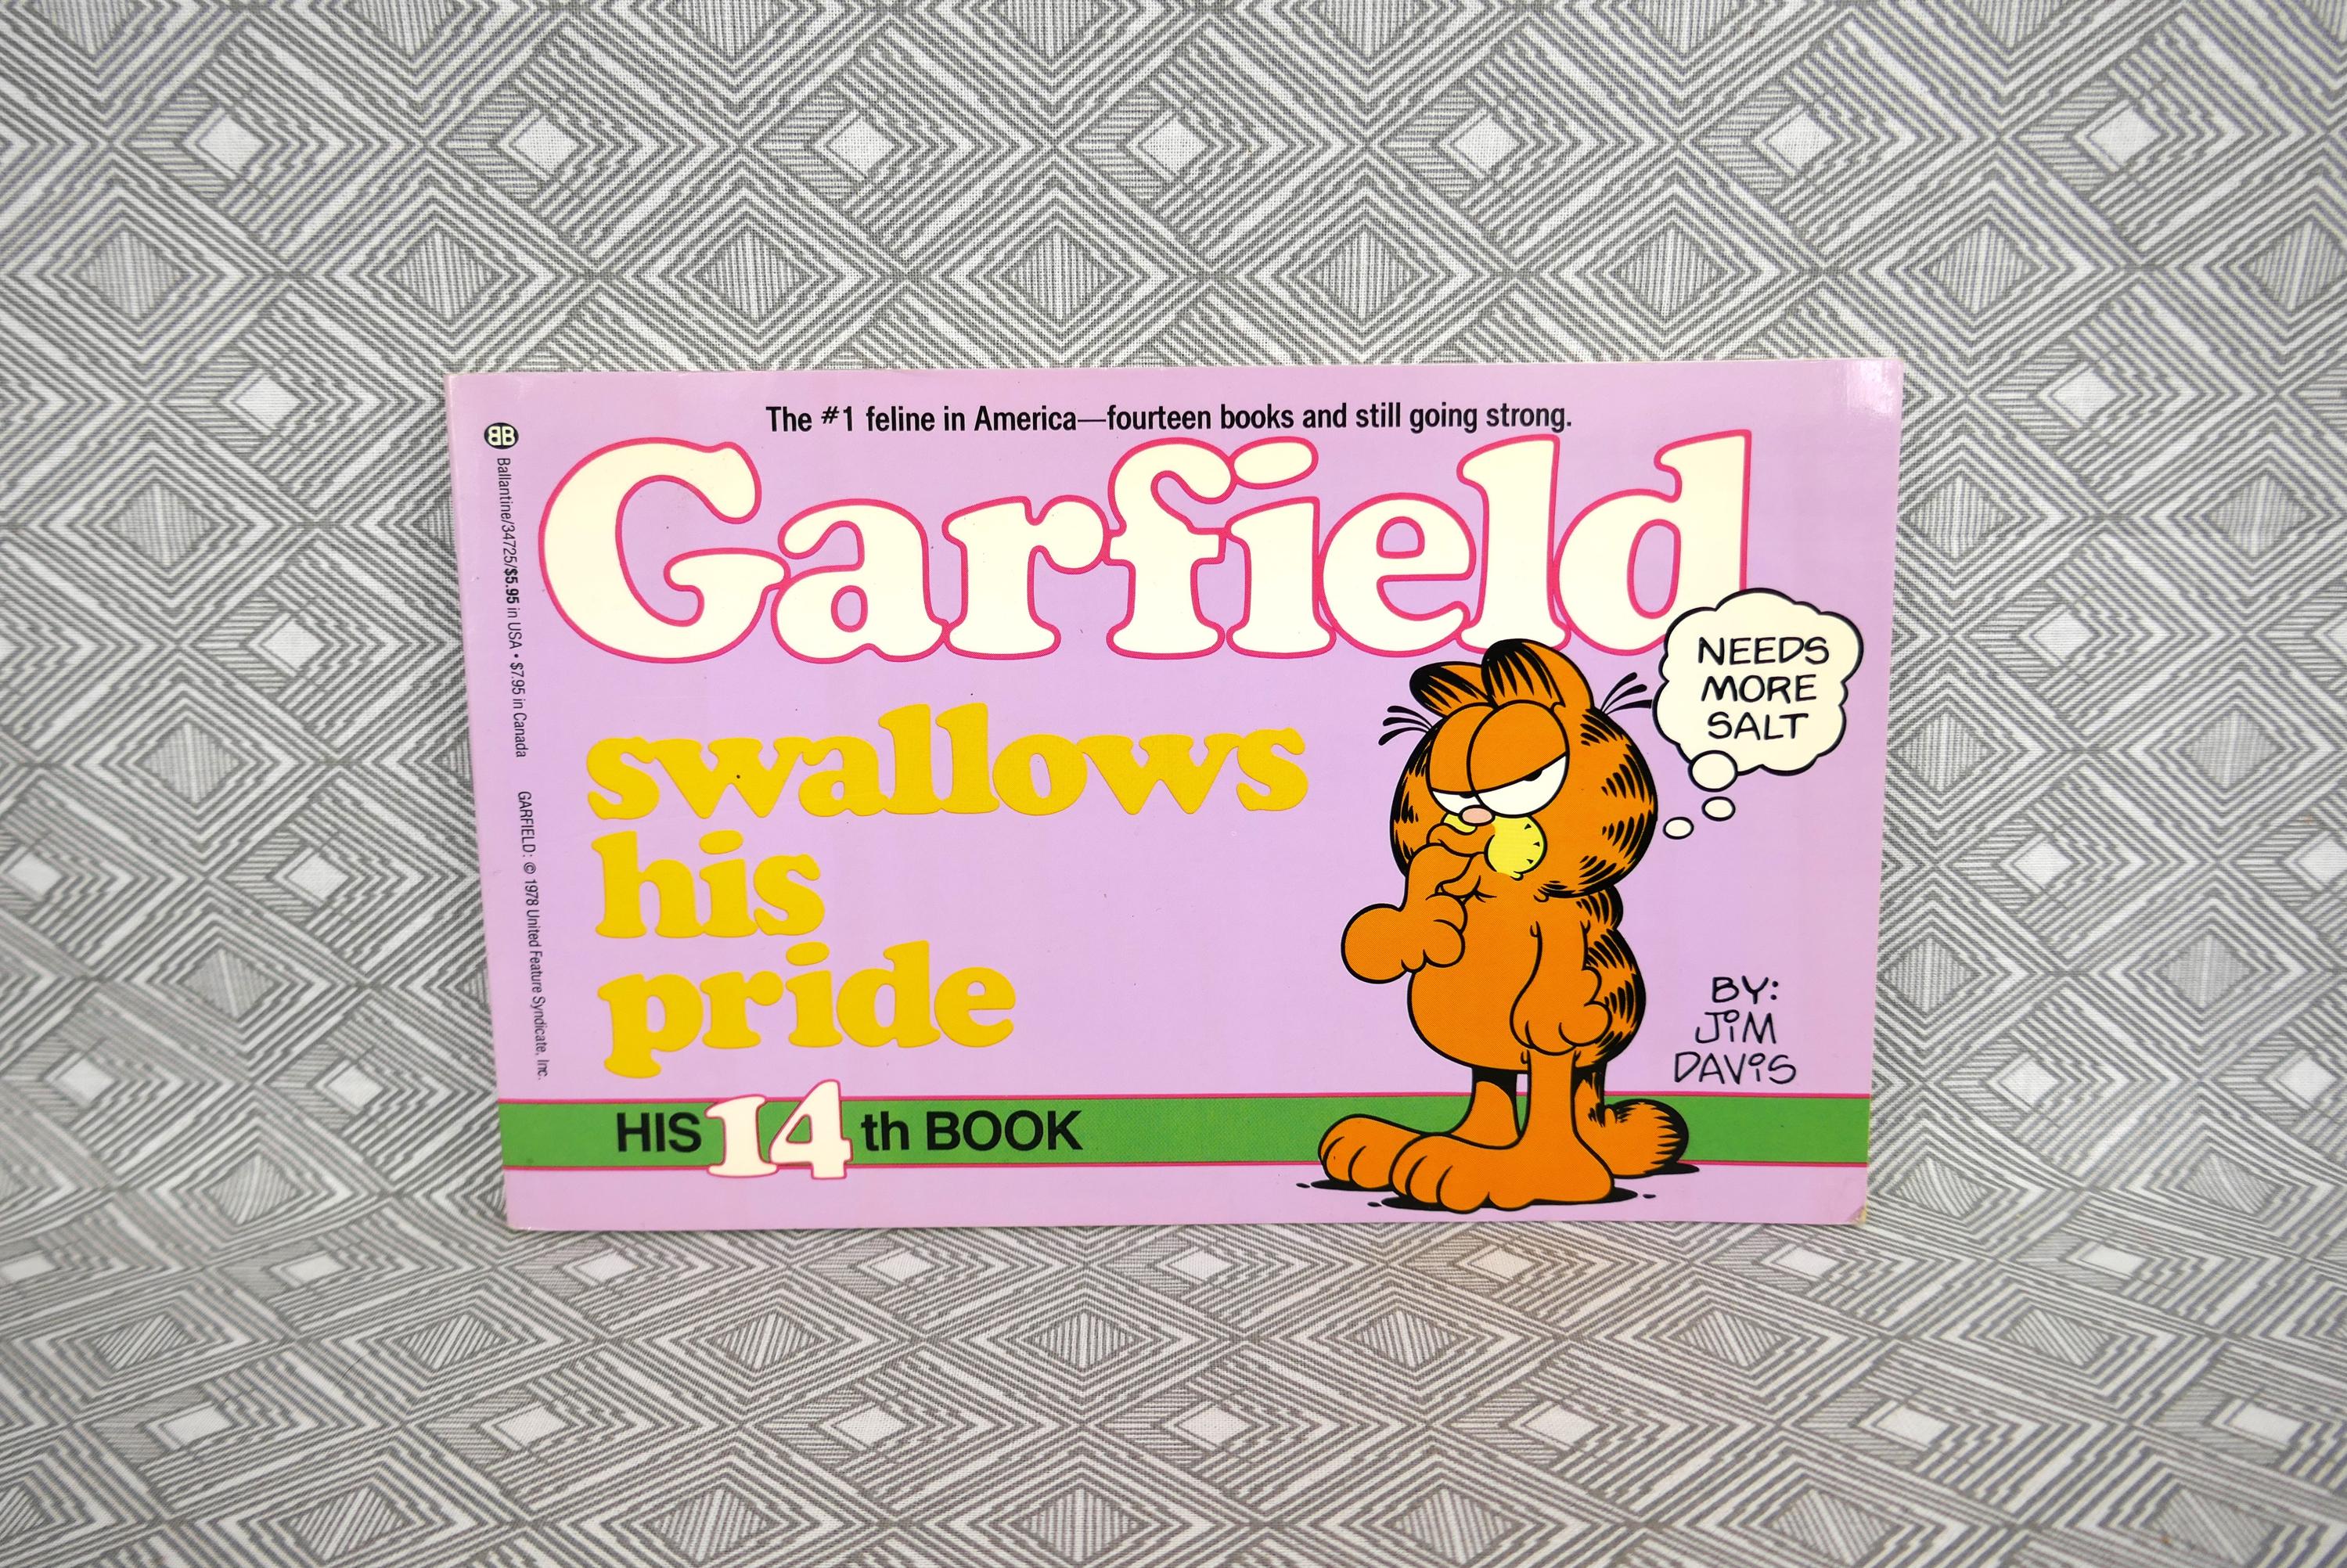 The #1 feline in America—fourteen books and still going strong.
BB
Ballantine/34725/$5.95 in USA • $7.95 in Canada GARFIELD: © 1978 United Feature Syndicate, Inc.
Garfield
NEEDS
MORE
SALT
swallows
his
pride
BY:
JIM
DAVIS
HIS 14th BOOK